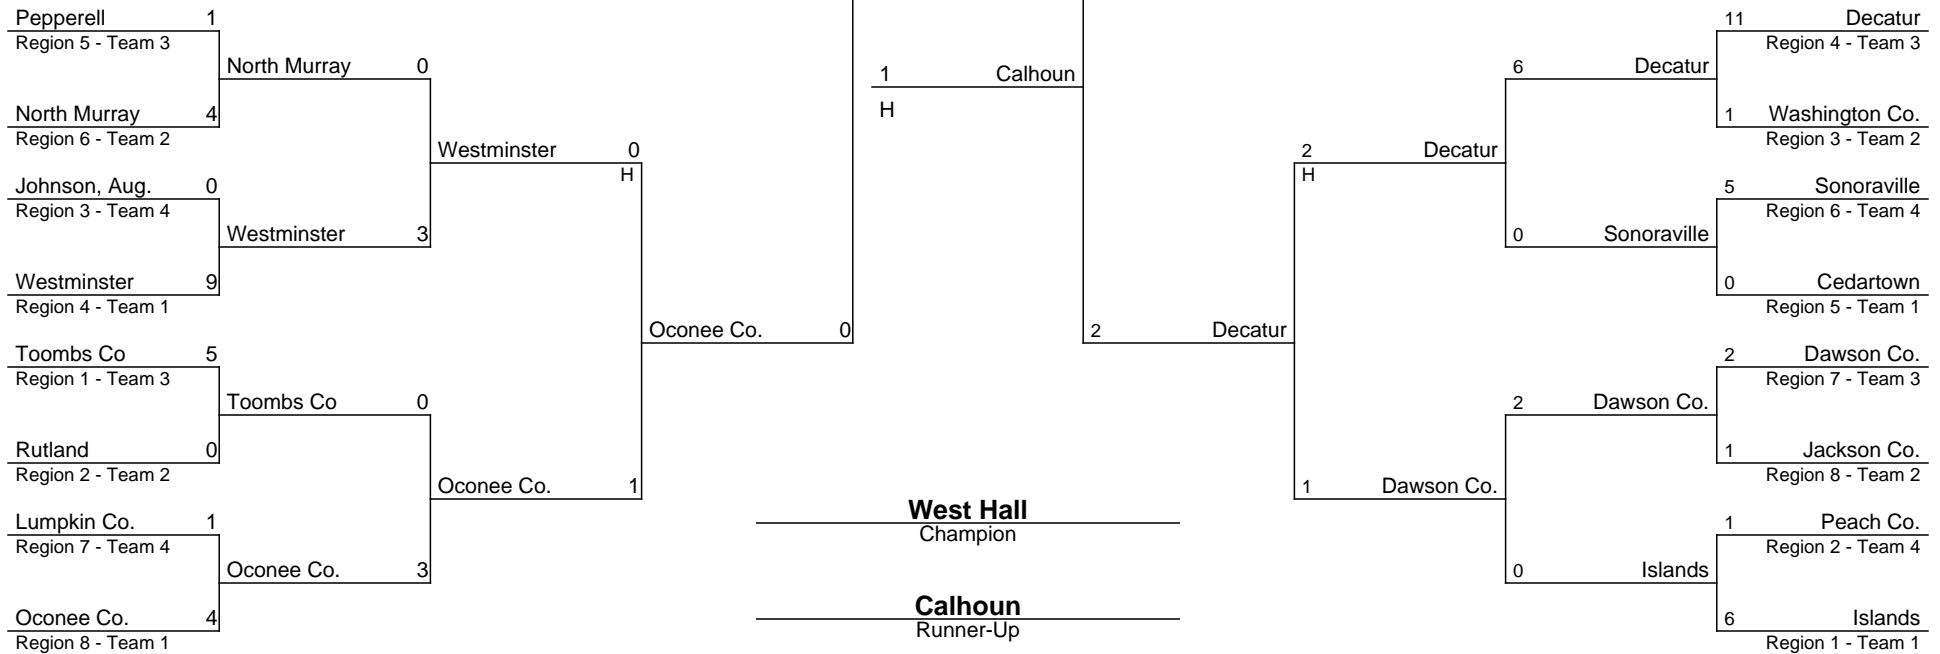 Pepperell 1
Region 5 - Team 3
North Murray 0
North Murray 4
Region 6 - Team 2
Westminster 0
H
Johnson, Aug. 0
Region 3 - Team 4
Westminster 3
Westminster 9
Region 4 - Team 1
Oconee Co. 0
Toombs Co 5
Region 1 - Team 3
Toombs Co 0
Rutland 0
Region 2 - Team 2
Oconee Co. 1
Lumpkin Co. 1
Region 7 - Team 4
Oconee Co. 3
Oconee Co. 4
Region 8 - Team 1
1 Calhoun
H
West Hall
Champion
Calhoun
Runner-Up
11 Decatur
Region 4 - Team 3
6 Decatur
1 Washington Co.
Region 3 - Team 2
2 Decatur
H
5 Sonoraville
Region 6 - Team 4
0 Sonoraville
0 Cedartown
Region 5 - Team 1
2 Decatur
2 Dawson Co.
Region 7 - Team 3
2 Dawson Co.
1 Jackson Co.
Region 8 - Team 2
1 Dawson Co.
1 Peach Co.
Region 2 - Team 4
0 Islands
6 Islands
Region 1 - Team 1